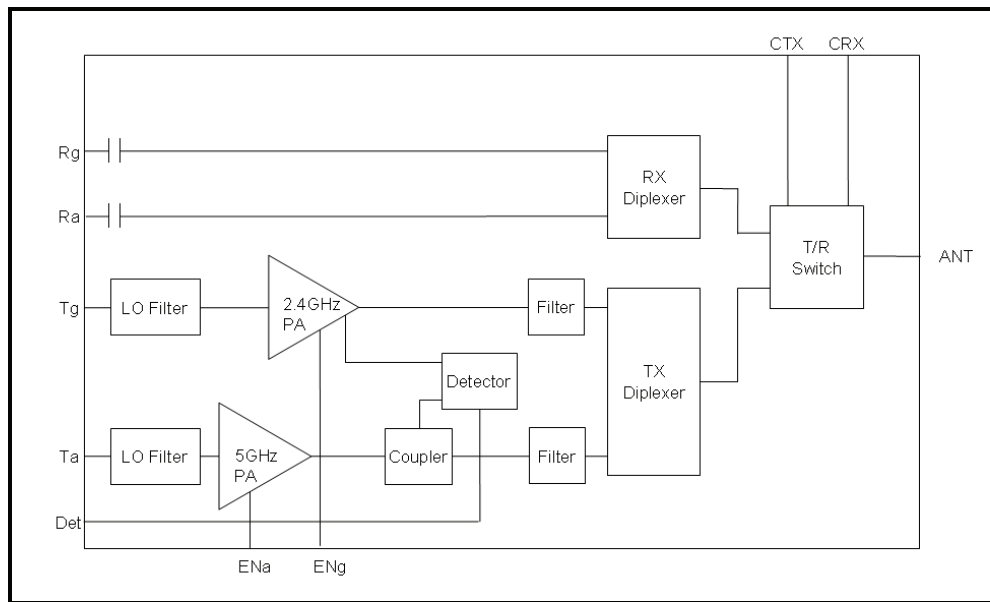 CTX CRX
Rg
RX
Diplexer
Ra
T/R
Switch
ANT
Tg
LO Filter
2.4GHz
PA
Filter
TX
Diplexer
Detector
Ta
LO Filter
5GHz
PA
Coupler
Filter
Det
ENa ENg